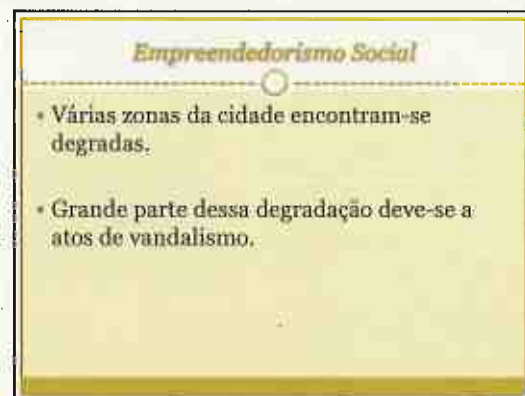 Empreendedorismo Social
• Várias zonas da cidade encontram-se
degradas.
• Grande parte dessa degradação deve-se a
atos de vandalismo.